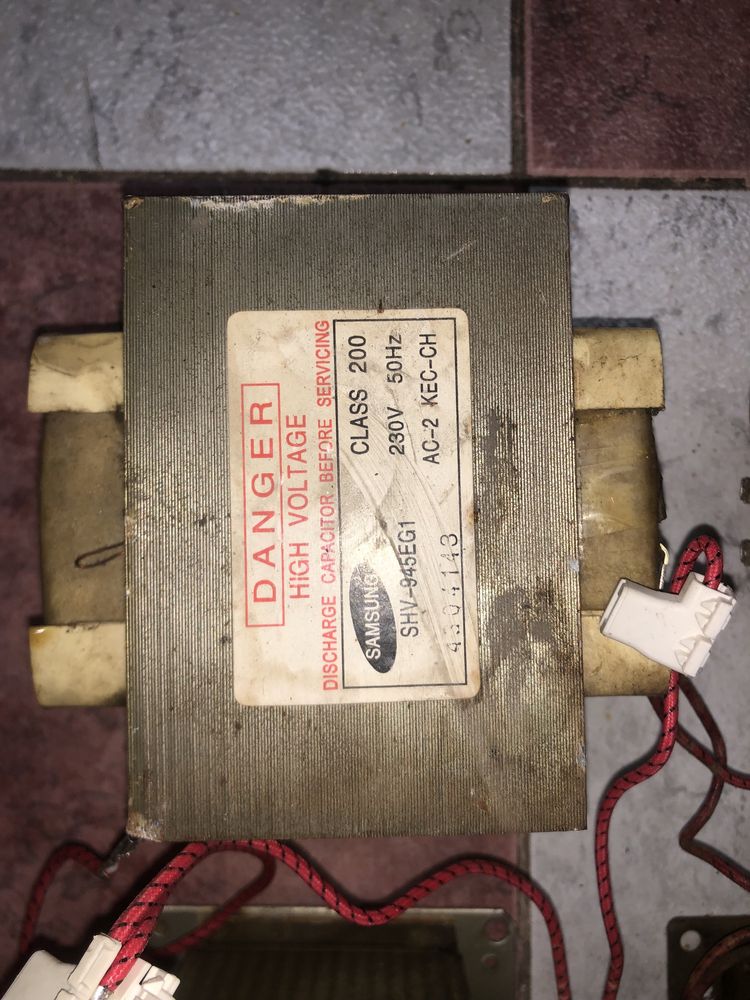 DANGER
HIGH VOLTAGE
DISCHARGE CAPACITOR BEFORE SERVICING
SAMSUNG
CLASS 200
SHV-945EG1
230V 50Hz
AC-2 KEC-CH